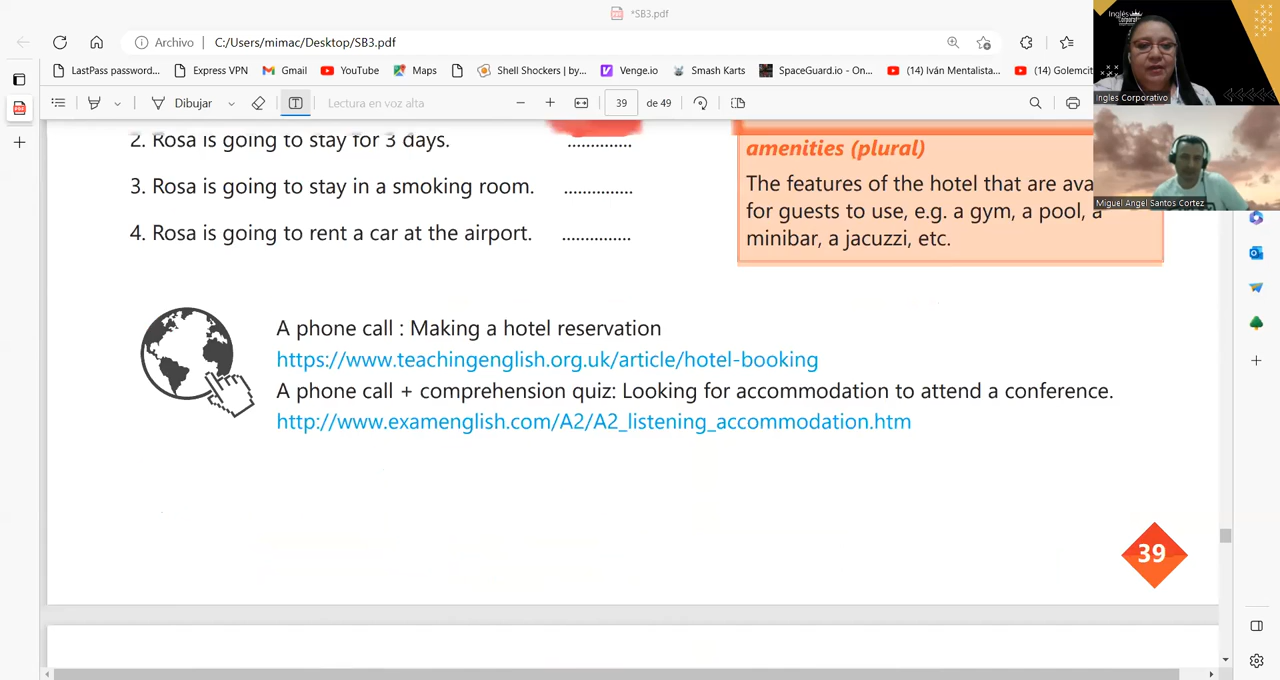 *SB3.pdf
Archivo
C:/Users/mimac/Desktop/SB3.pdf
LastPass password...
Express VPN
Gmail
YouTube
Maps
Shell Shockers | by...
Venge.io
Smash Karts
SpaceGuard.io - On...
(14) Iván Mentalista...
(14) Golemcit
Dibujar
Lectura en voz alta
39
de 49
Inglés
Corporativo
Ingles Corporativo
Miguel Angel Santos Cortez
2. Rosa is going to stay for 3 days. ..............
3. Rosa is going to stay in a smoking room. ...............
4. Rosa is going to rent a car at the airport. ...............
amenities (plural)
The features of the hotel that are ava
for guests to use, e.g. a gym, a pool, a
minibar, a jacuzzi, etc.
A phone call : Making a hotel reservation
https://www.teachingenglish.org.uk/article/hotel-booking
A phone call + comprehension quiz: Looking for accommodation to attend a conference.
http://www.examenglish.com/A2/A2_listening_accommodation.htm
39